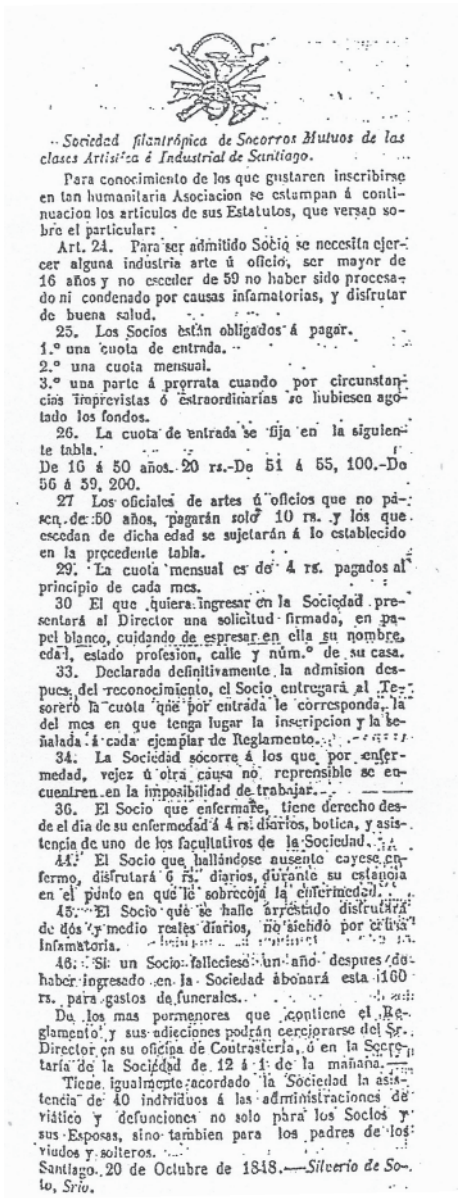 Sociedad filantrópica de Socorros Mutuos de las
clases Artística é Industrial de Santiago.
Para conocimiento de los que gustaren inscribirse
en tan humanitaria Asociacion se estampan á conti-
nuacion los articulos de sus Estatutos, que versan so-
bre el particular:
Art. 24. Para ser admitido Socio se necesita ejer-
cer alguna industria arte ú oficio, ser mayor de
16 años y no esceder de 59 no haber sido procesa-
do ni condenado por causas infamatorias, y disfrutar
de buena salud.
25. Los Socios están obligados á pagar.
1.º una cuota de entrada.
2.º una cuota mensual.
3.º una parte á prorrata cuando por circunstan-
cias imprevistas ó estraordinarias se hubiesen ago-
tado los fondos.
26. La cuota de entrada se fija en la siguien-
te tabla.
De 16 á 50 años. 20 rs.-De 51 á 55, 100.-De
56 á 59, 200.
27 Los oficiales de artes ú oficios que no pa-
sen de 50 años, pagarán solo 10 rs. y los que
escedan de dicha edad se sujetarán á lo establecido
en la precedente tabla.
29. La cuota mensual es de 4 rs. pagados al
principio de cada mes.
30 El que quiera ingresar en la Sociedad pre-
sentará al Director una solicitud firmada, en pa-
pel blanco, cuidando de espresar en ella su nombre,
edad, estado profesion, calle y núm.º de su casa.
33. Declarada definitivamente la admision des-
pues del reconocimiento, el Socio entregará al Te-
sorero la cuota que por entrada le corresponda, la
del mes en que tenga lugar la inscripcion y la se-
ñalada á cada ejemplar de Reglamento.
34. La Sociedad socorre á los que por enfer-
medad, vejez ú otra causa no reprensible se en-
cuentren en la imposibilidad de trabajar.
36. El Socio que enfermare, tiene derecho des-
de el dia de su enfermedad á 4 rs. diarios, botica, y asis-
tencia de uno de los facultativos de la Sociedad.
44. El Socio que hallándose ausente cayese en-
fermo, disfrutará 6 rs. diarios, durante su estancia
en el punto en que le sobrecoja la enfermedad.
45. El Socio que se halle arrestado disfrutará
de dos y medio reales diarios, no siendo por causa
infamatoria.
46. Si un Socio falleciese un año despues de
haber ingresado en la Sociedad abonará esta 160
rs. para gastos de funerales.
De los mas pormenores que contiene el Re-
glamento y sus adiciones podrán cerciorarse del Sr.
Director en su oficina de Contrasteria, ó en la Secre-
taría de la Sociedad de 12 á 1 de la mañana.
Tiene igualmente acordado la Sociedad la asis-
tencia de 40 individuos á las administraciones de
viático y defunciones no solo para los Socios y
sus Esposas, sino tambien para los padres de los
viudos y solteros.
Santiago 20 de Octubre de 1848.—Silverio de So-
to, Srio.